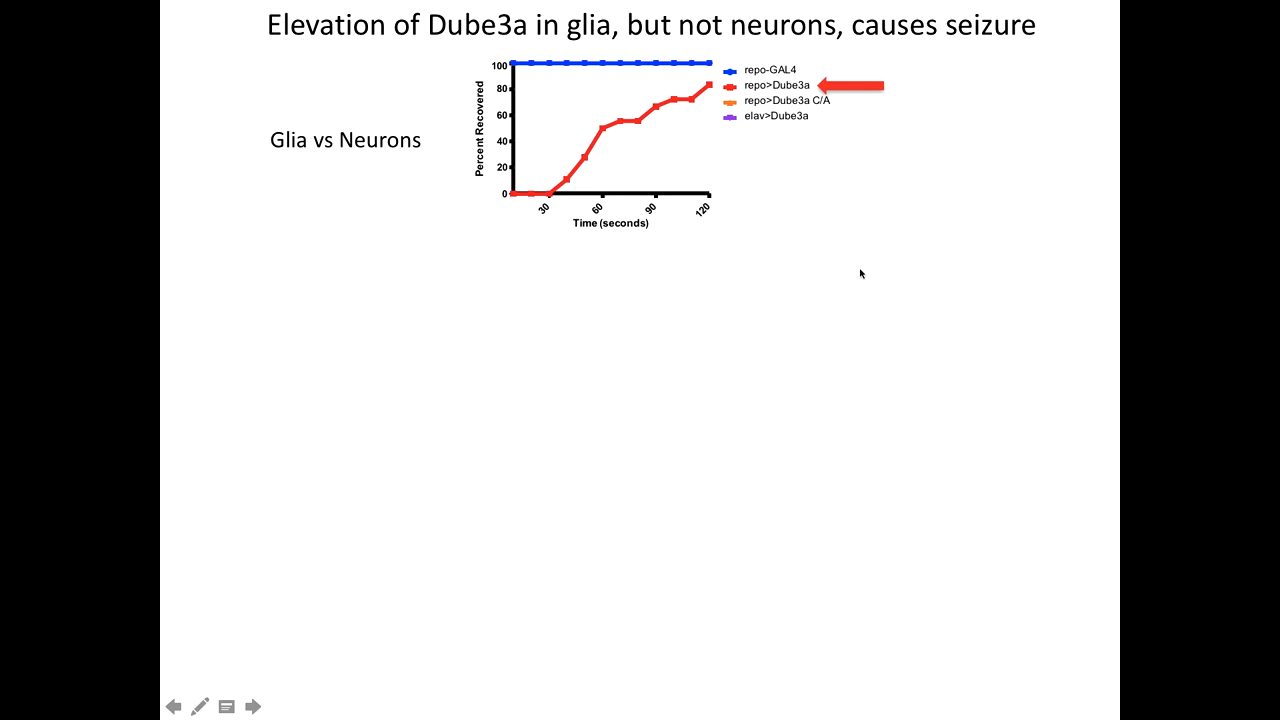 Elevation of Dube3a in glia, but not neurons, causes seizure
Glia vs Neurons
Percent Recovered
100
80
60
40
20
0
30
60
90
120
Time (seconds)
repo-GAL4
repo>Dube3a
repo>Dube3a C/A
elav>Dube3a